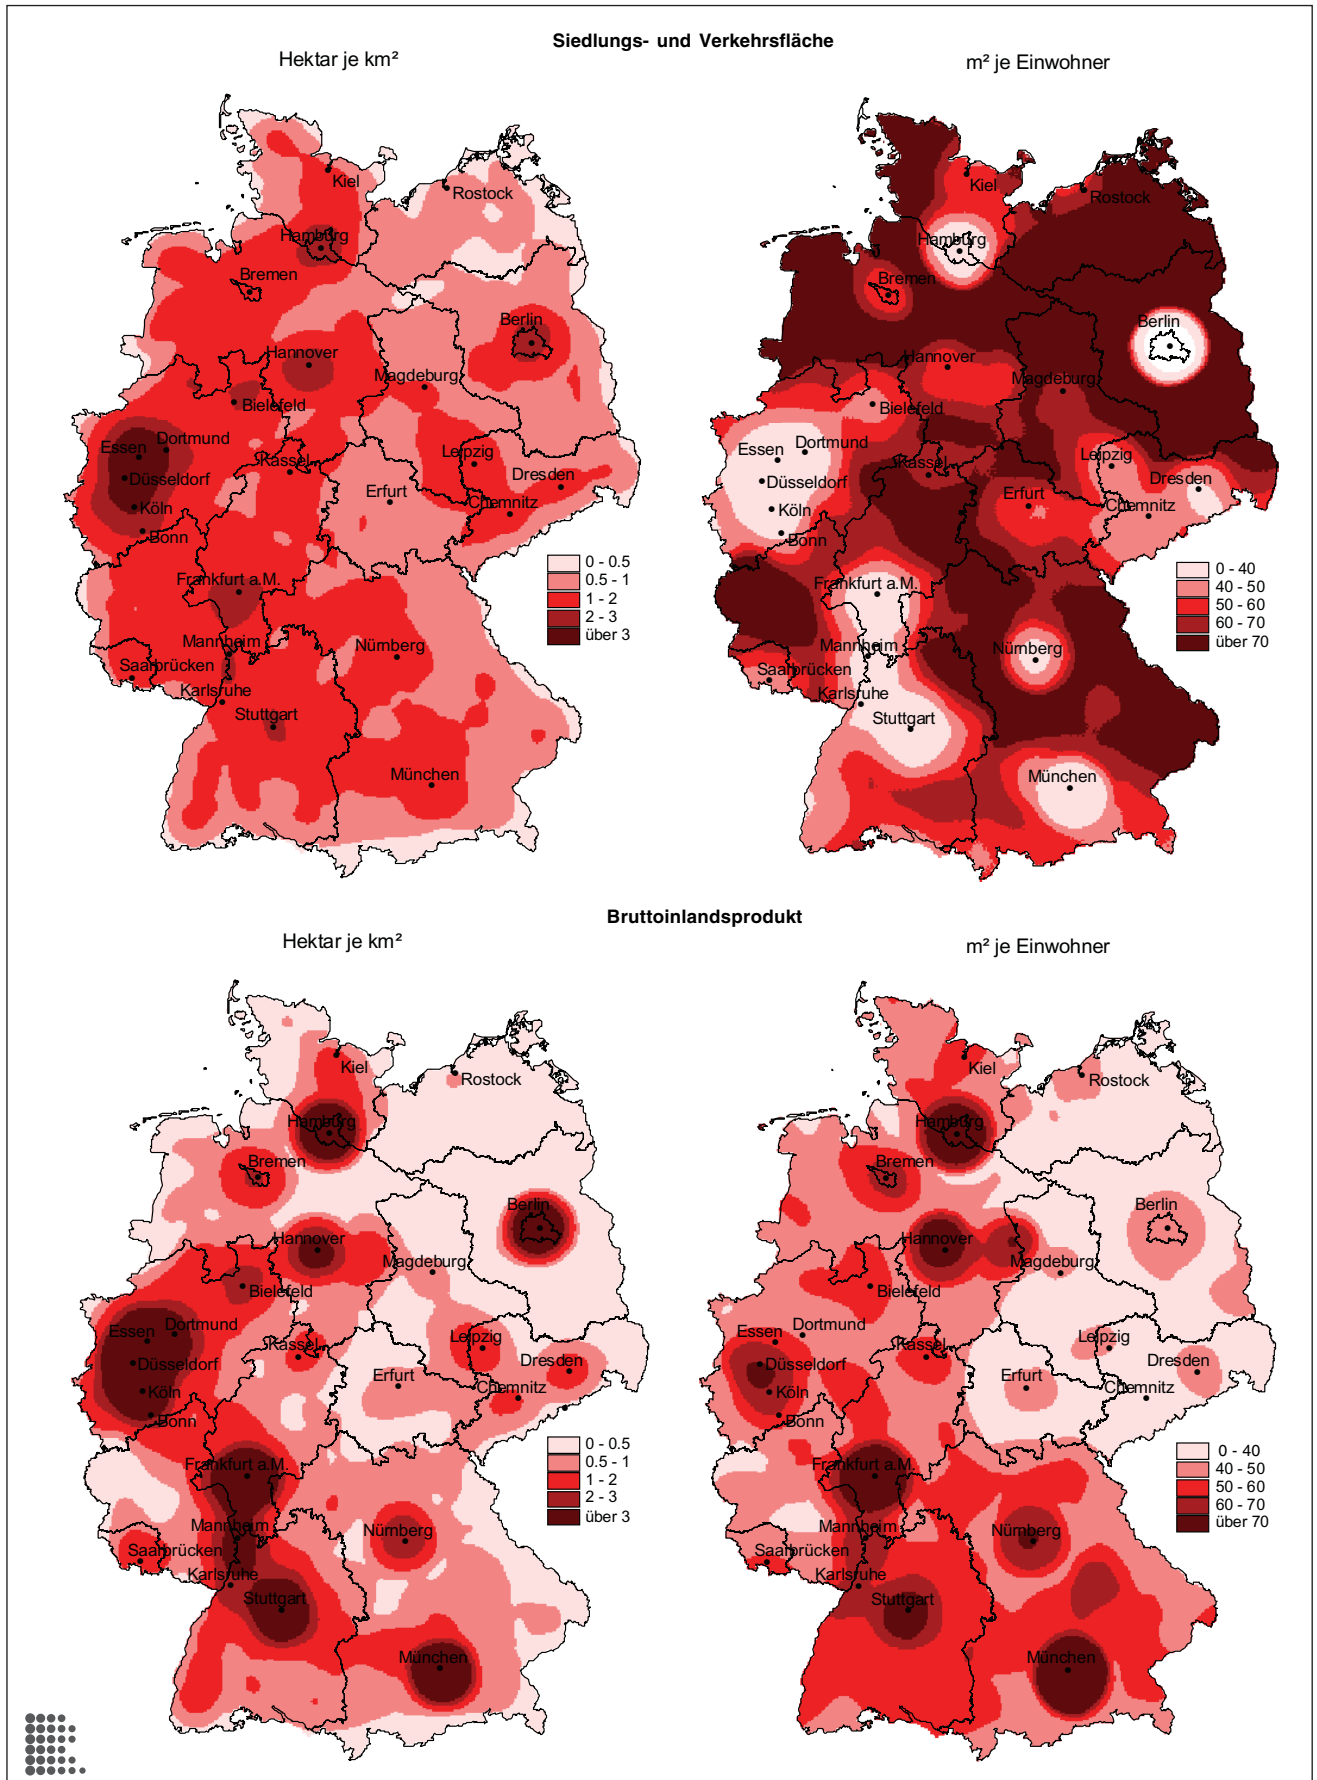 Siedlungs- und Verkehrsfläche
Hektar je km²
m² je Einwohner
Kiel
Rostock
Hamburg
Bremen
Berlin
Hannover
Magdeburg
Bielefeld
Dortmund
Essen
Düsseldorf
Köln
Bonn
Kassel
Leipzig
Dresden
Chemnitz
Erfurt
Frankfurt a.M.
Mannheim
Saarbrücken
Karlsruhe
Stuttgart
Nürnberg
München
0 - 0.5
0.5 - 1
1 - 2
2 - 3
über 3
Kiel
Rostock
Hamburg
Bremen
Berlin
Hannover
Magdeburg
Bielefeld
Dortmund
Essen
Düsseldorf
Köln
Bonn
Kassel
Leipzig
Dresden
Chemnitz
Erfurt
Frankfurt a.M.
Mannheim
Saarbrücken
Karlsruhe
Stuttgart
Nürnberg
München
0 - 40
40 - 50
50 - 60
60 - 70
über 70
Bruttoinlandsprodukt
Hektar je km²
m² je Einwohner
Kiel
Rostock
Hamburg
Bremen
Berlin
Hannover
Magdeburg
Bielefeld
Dortmund
Essen
Düsseldorf
Köln
Bonn
Kassel
Leipzig
Dresden
Chemnitz
Erfurt
Frankfurt a.M.
Mannheim
Saarbrücken
Karlsruhe
Stuttgart
Nürnberg
München
0 - 0.5
0.5 - 1
1 - 2
2 - 3
über 3
Kiel
Rostock
Hamburg
Bremen
Berlin
Hannover
Magdeburg
Bielefeld
Dortmund
Essen
Düsseldorf
Köln
Bonn
Kassel
Leipzig
Dresden
Chemnitz
Erfurt
Frankfurt a.M.
Mannheim
Saarbrücken
Karlsruhe
Stuttgart
Nürnberg
München
0 - 40
40 - 50
50 - 60
60 - 70
über 70